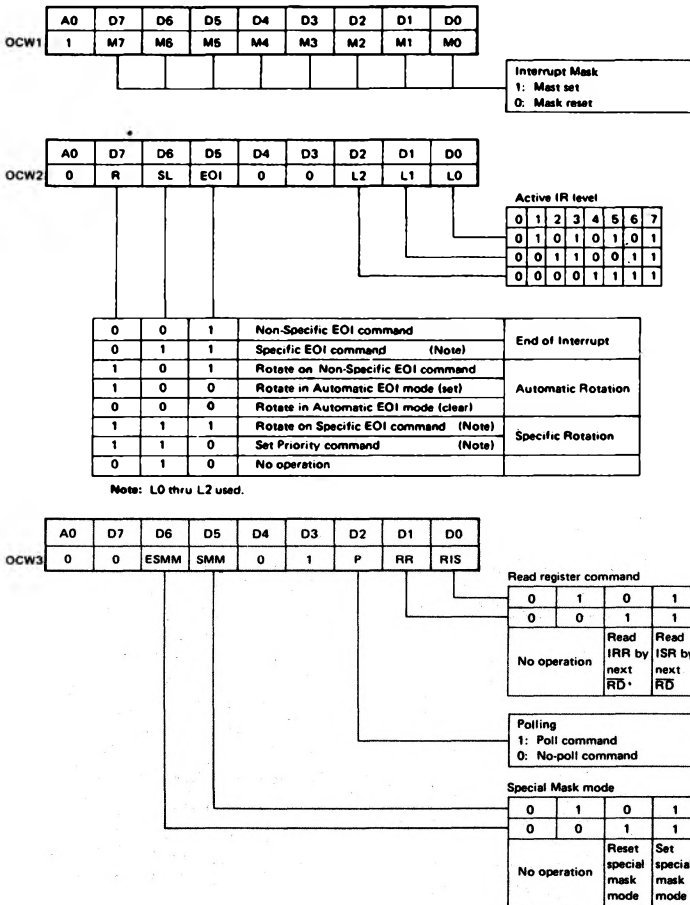 A0 D7 D6 D5 D4 D3 D2 D1 D0
OCW1 1 M7 M6 M5 M4 M3 M2 M1 M0
Interrupt Mask
1: Mast set
0: Mask reset
A0 D7 D6 D5 D4 D3 D2 D1 D0
OCW2 0 R SL EOI 0 0 L2 L1 L0
Active IR level
0 1 2 3 4 5 6 7
0 1 0 1 0 1 0 1
0 0 1 1 0 0 1 1
0 0 0 0 1 1 1 1
0 0 1 Non-Specific EOI command End of Interrupt
0 1 1 Specific EOI command (Note)
1 0 1 Rotate on Non-Specific EOI command
1 0 0 Rotate in Automatic EOI mode (set) Automatic Rotation
0 0 0 Rotate in Automatic EOI mode (clear)
1 1 1 Rotate on Specific EOI command (Note) Specific Rotation
1 1 0 Set Priority command (Note)
0 1 0 No operation
Note: L0 thru L2 used.
A0 D7 D6 D5 D4 D3 D2 D1 D0
OCW3 0 0 ESMM SMM 0 1 P RR RIS
Read register command
0 1 0 1
0 0 1 1
No operation
Read
IRR by
next
RD
Read
ISR by
next
RD
Polling
1: Poll command
0: No-poll command
Special Mask mode
0 1 0 1
0 0 1 1
No operation
Reset
special
mask
mode
Set
special
mask
mode